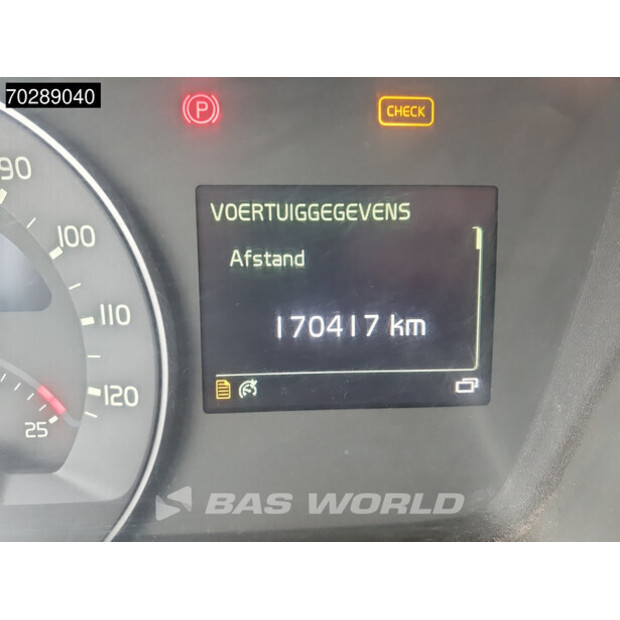 70289040
P
CHECK
90
100
110
120
25
VOERTUIGGEGEVENS
Afstand
170417 km
BAS WORLD